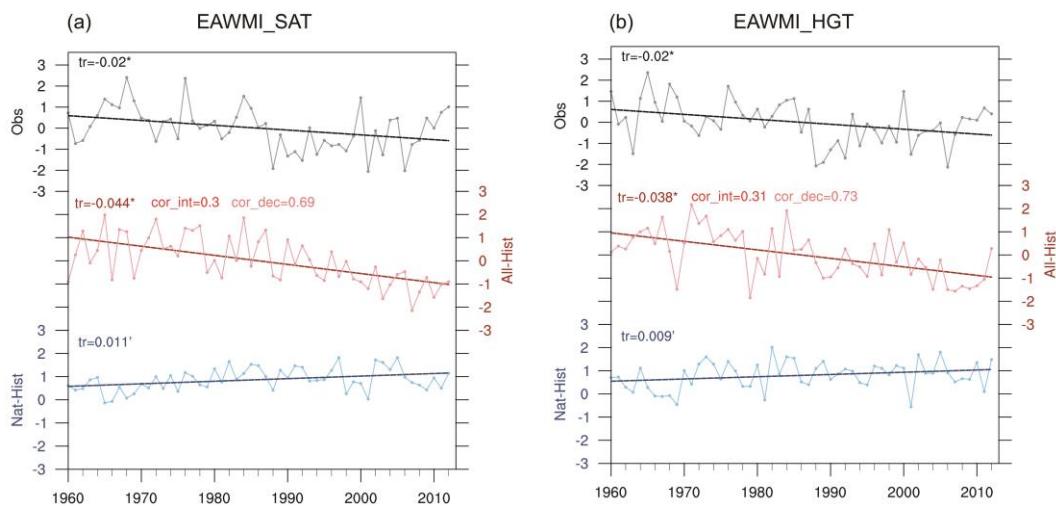 (a) EAWMI_SAT
tr=-0.02*
3
2
1
0
-1
-2
-3
Obs
tr=-0.044* cor_int=0.3 cor_dec=0.69
3
2
1
0
-1
-2
-3
All-Hist
tr=0.011'
3
2
1
0
-1
-2
-3
Nat-Hist
1960 1970 1980 1990 2000 2010
(b) EAWMI_HGT
tr=-0.02*
3
2
1
0
-1
-2
-3
Obs
tr=-0.038* cor_int=0.31 cor_dec=0.73
3
2
1
0
-1
-2
-3
All-Hist
tr=0.009'
3
2
1
0
-1
-2
-3
Nat-Hist
1960 1970 1980 1990 2000 2010